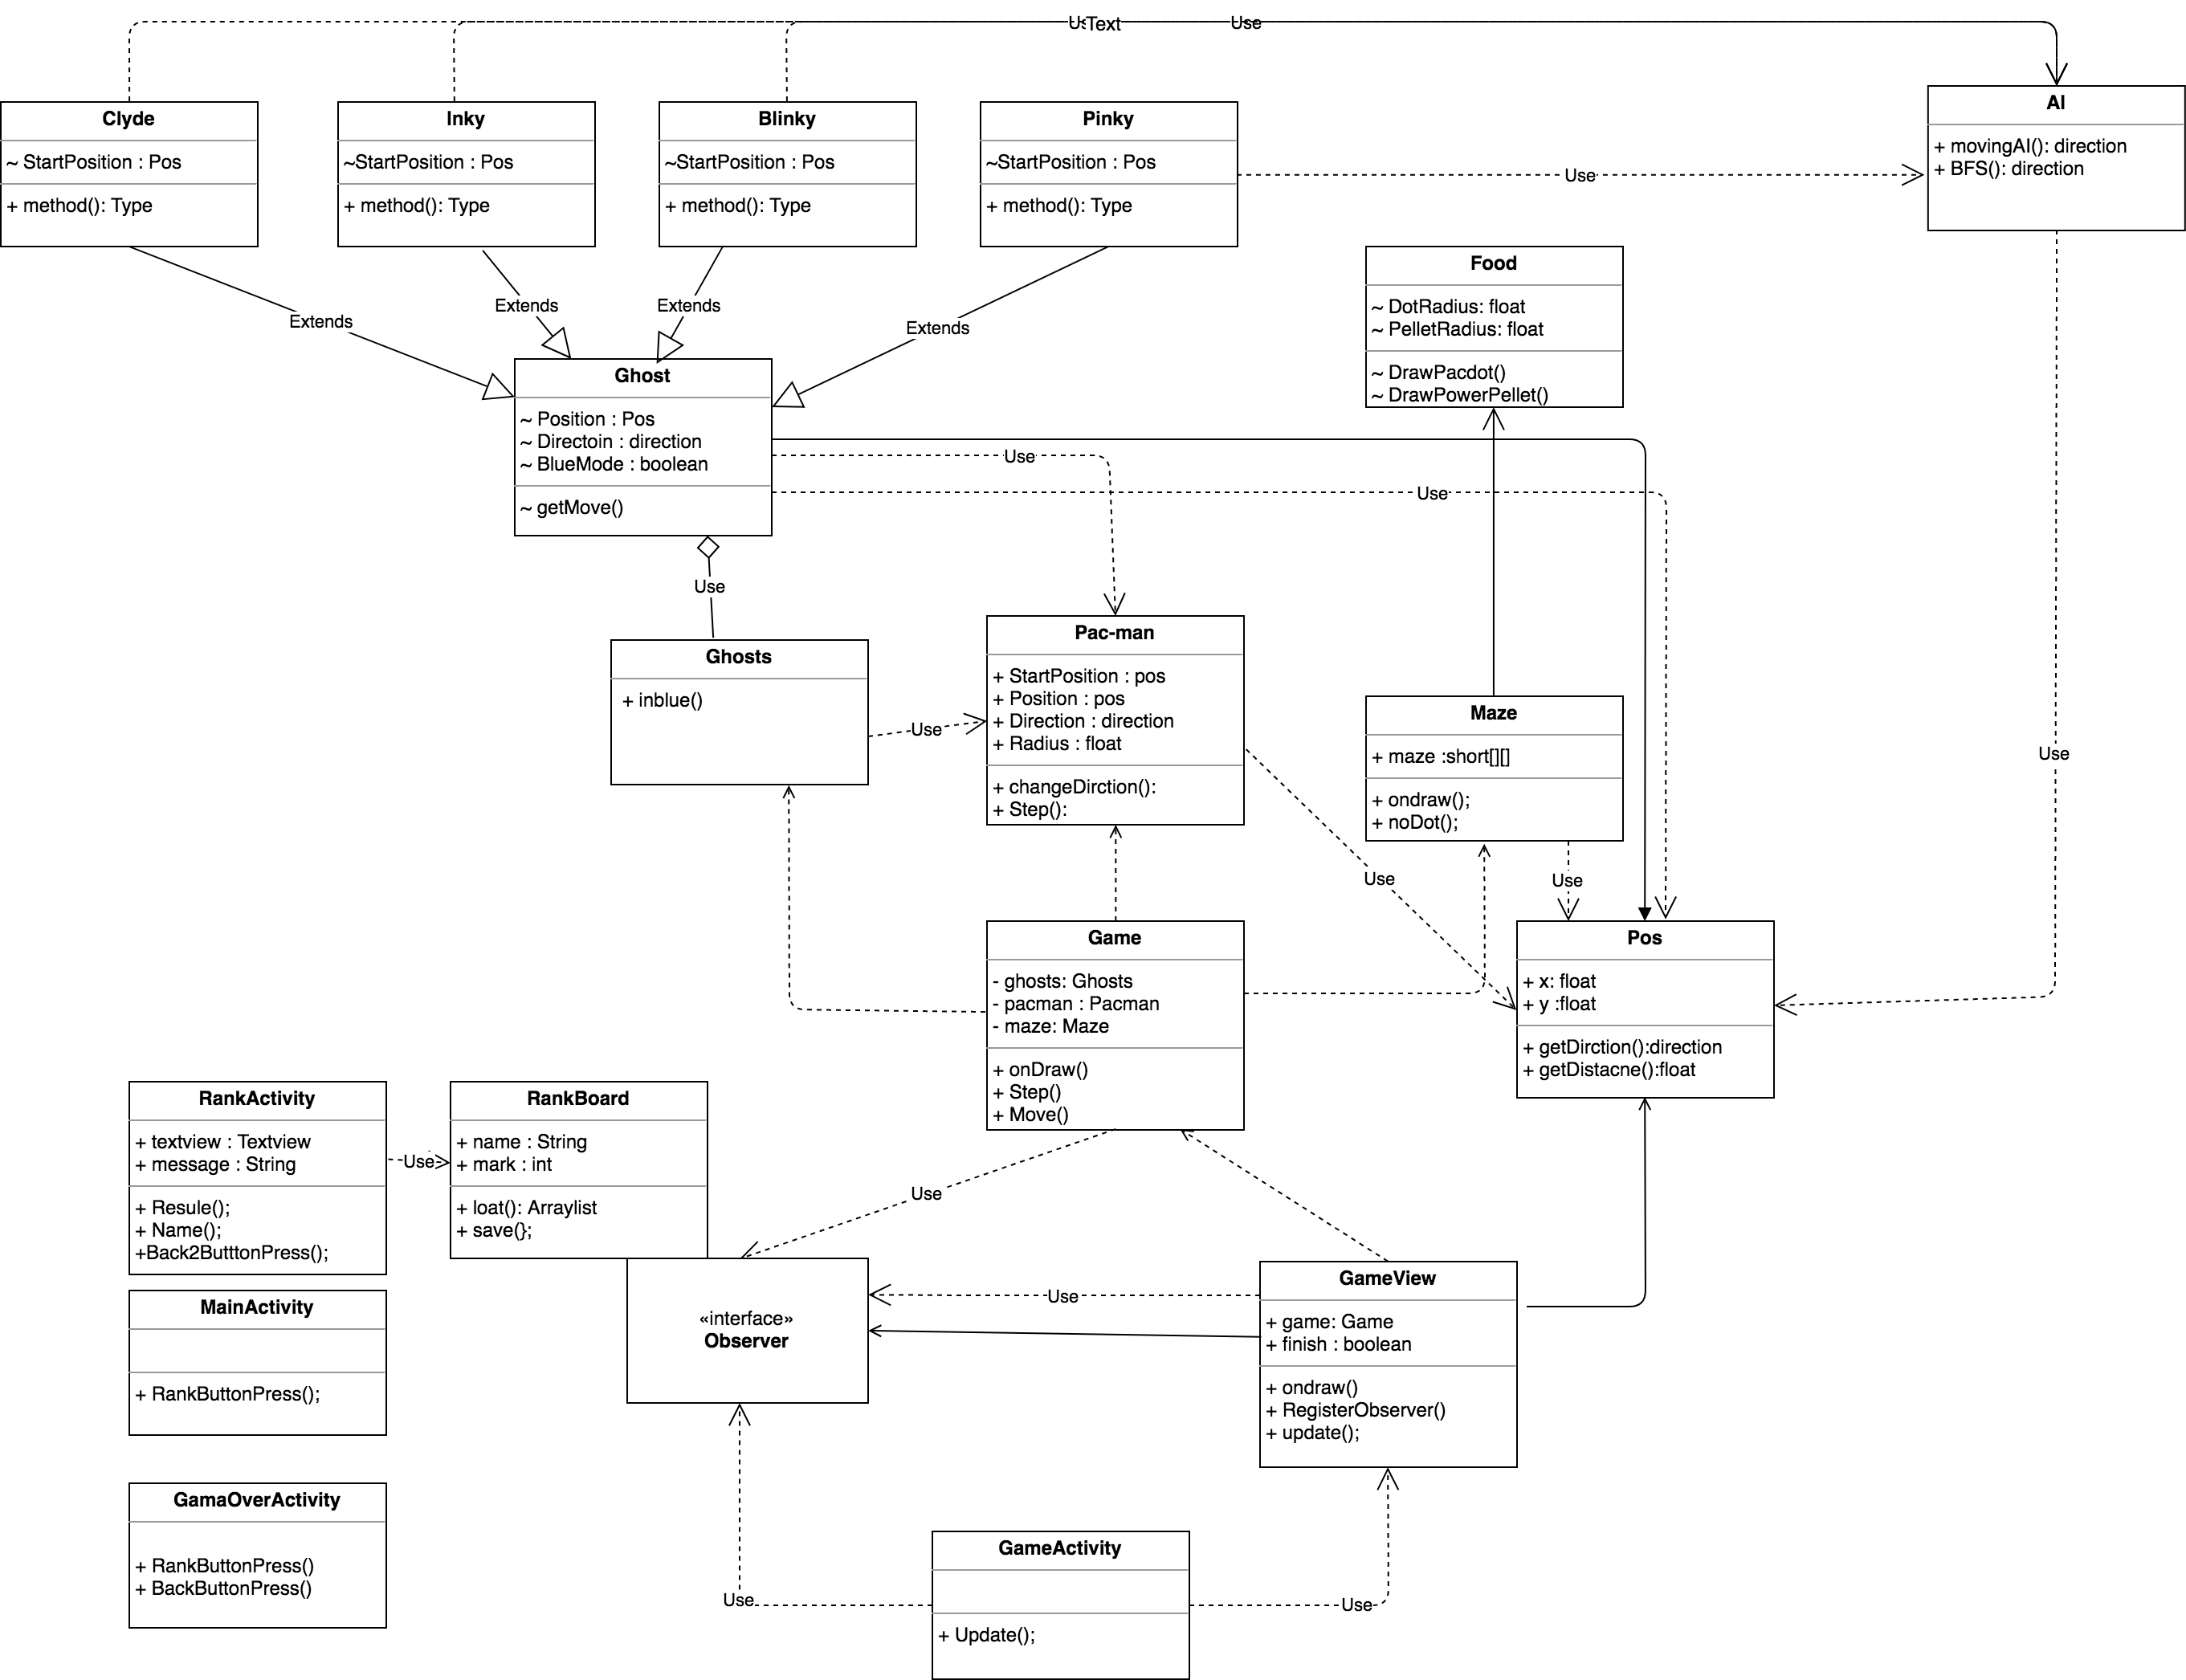 Use
Text
Use
Clyde
~ StartPosition : Pos
+ method(): Type
Inky
~StartPosition : Pos
+ method(): Type
Blinky
~StartPosition : Pos
+ method(): Type
Pinky
~StartPosition : Pos
+ method(): Type
Use
AI
+ movingAI(): direction
+ BFS(): direction
Extends
Extends
Extends
Extends
Food
~ DotRadius: float
~ PelletRadius: float
~ DrawPacdot()
~ DrawPowerPellet()
Ghost
~ Position : Pos
~ Directoin : direction
~ BlueMode : boolean
~ getMove()
Use
Use
Use
Ghosts
+ inblue()
Use
Pac-man
+ StartPosition : pos
+ Position : pos
+ Direction : direction
+ Radius : float
+ changeDirction():
+ Step():
Maze
+ maze :short[][]
+ ondraw();
+ noDot();
Use
Use
Use
Game
- ghosts: Ghosts
- pacman : Pacman
- maze: Maze
+ onDraw()
+ Step()
+ Move()
Pos
+ x: float
+ y :float
+ getDirction():direction
+ getDistacne():float
RankActivity
+ textview : Textview
+ message : String
+ Resule();
+ Name();
+Back2ButttonPress();
Use
RankBoard
+ name : String
+ mark : int
+ loat(): Arraylist
+ save(};
Use
MainActivity
+ RankButtonPress();
«interface»
Observer
Use
GameView
+ game: Game
+ finish : boolean
+ ondraw()
+ RegisterObserver()
+ update();
GamaOverActivity
+ RankButtonPress()
+ BackButtonPress()
Use
GameActivity
+ Update();
Use